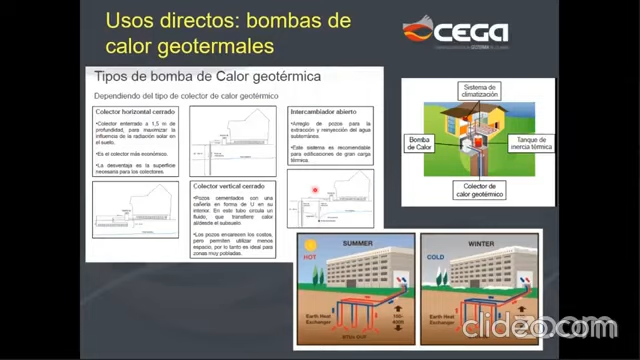 Usos directos: bombas de
calor geotermales
CEGA
Tipos de bomba de Calor geotérmica
Dependiendo del tipo de colector de calor geotérmico
Colector horizontal cerrado
•Colector enterrado a 1,5 m de
profundidad, para maximizar la
influencia de la radiación solar en
el suelo.
•Es el colector más económico.
•La desventaja es la superficie
necesaria para los colectores.
Intercambiador abierto
•Arreglo de pozos para la
extracción y reinyección del agua
subterránea.
•Este sistema es recomendable
para edificaciones de gran carga
térmica.
Colector vertical cerrado
•Pozos cementados con una
cañería en forma de U en su
interior. En este tubo circula un
fluido, que transfiere calor
al/desde el subsuelo.
•Los pozos encarecen los costos,
pero permiten utilizar menos
espacio, por lo tanto es ideal para
zonas muy pobladas.
Sistema de
climatización
Bomba
de Calor
Tanque de
inercia térmica
Colector de
calor geotérmico
SUMMER
HOT
Earth Heat
Exchanger
WINTER
COLD
Earth Heat
Exchanger
clideo.com
zoom